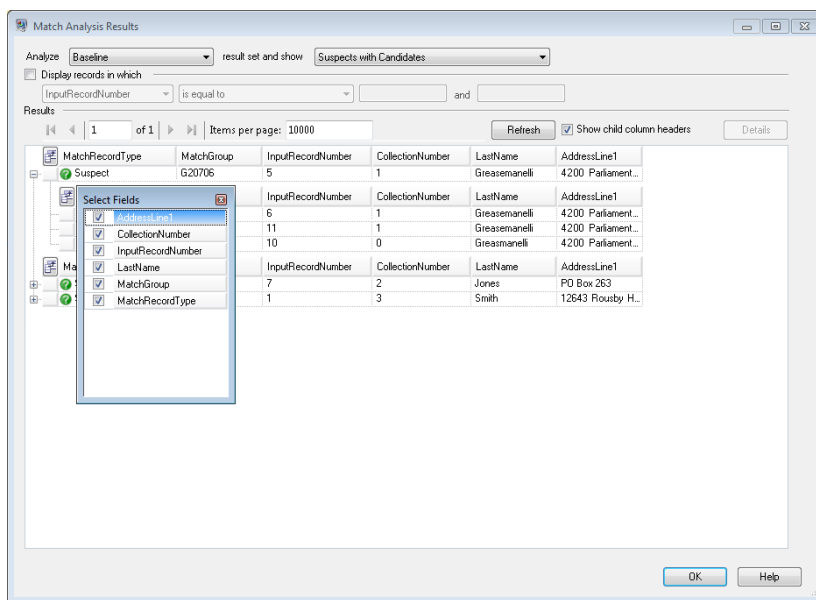 Match Analysis Results
Analyze Baseline result set and show Suspects with Candidates
Display records in which
InputRecordNumber is equal to and
Results
1 of 1 Items per page: 10000 Refresh Show child column headers Details
MatchRecordType MatchGroup InputRecordNumber CollectionNumber LastName AddressLine1
Suspect G20706 5 1 Greasemanelli 4200 Parliament...
InputRecordNumber CollectionNumber LastName AddressLine1
6 1 Greasemanelli 4200 Parliament...
11 1 Greasemanelli 4200 Parliament...
10 0 Greasmanelli 4200 Parliament...
Ma InputRecordNumber CollectionNumber LastName AddressLine1
7 2 Jones PO Box 263
1 3 Smith 12643 Rousby H...
Select Fields
AddressLine1
CollectionNumber
InputRecordNumber
LastName
MatchGroup
MatchRecordType
OK Help